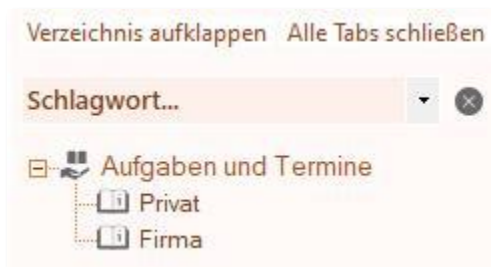 Verzeichnis aufklappen Alle Tabs schließen
Schlagwort...
Aufgaben und Termine
Privat
Firma